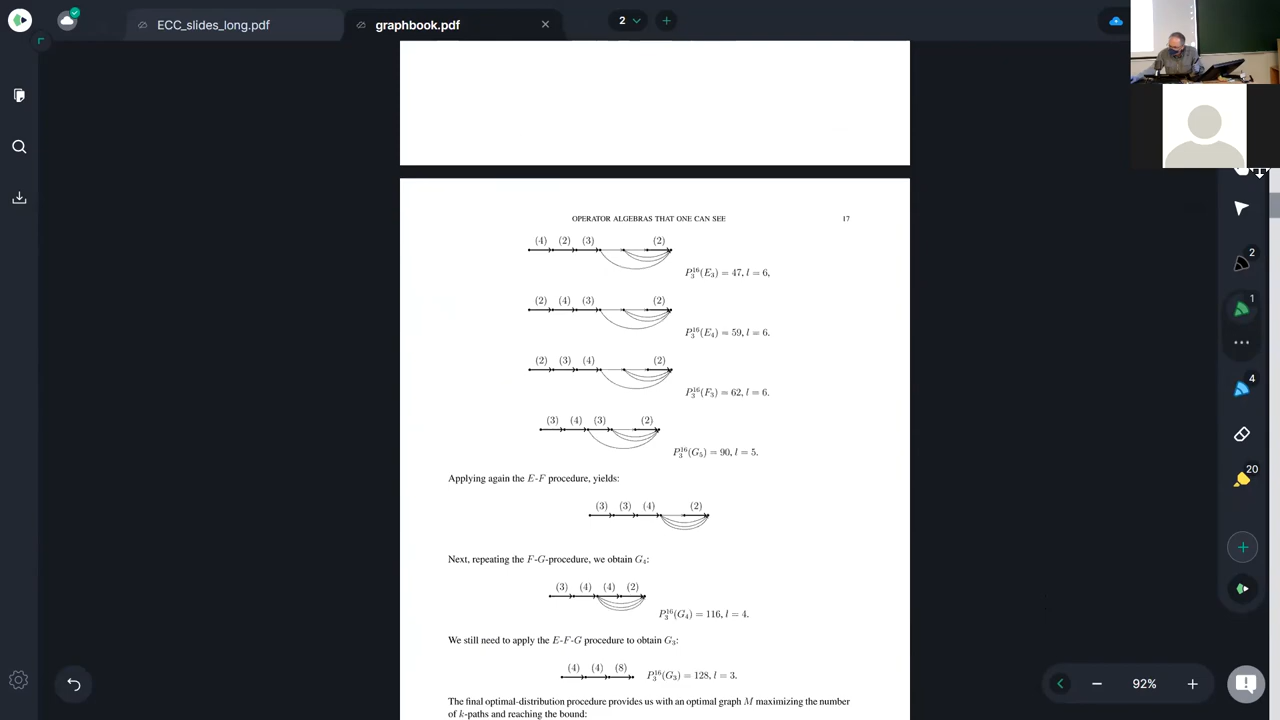 ECC_slides_long.pdf
graphbook.pdf
2
OPERATOR ALGEBRAS THAT ONE CAN SEE 17
(4) (2) (3) (2)
P_3^{16}(E_3) = 47, l = 6,
(2) (4) (3) (2)
P_3^{16}(E_4) = 59, l = 6.
(2) (3) (4) (2)
P_3^{16}(F_3) = 62, l = 6.
(3) (4) (3) (2)
P_3^{16}(G_5) = 90, l = 5.
Applying again the E-F procedure, yields:
(3) (3) (4) (2)
Next, repeating the F-G-procedure, we obtain G_4:
(3) (4) (4) (2)
P_3^{16}(G_4) = 116, l = 4.
We still need to apply the E-F-G procedure to obtain G_3:
(4) (4) (8)
P_3^{16}(G_3) = 128, l = 3.
The final optimal-distribution procedure provides us with an optimal graph M maximizing the number
of k-paths and reaching the bound:
2
1
4
20
92%